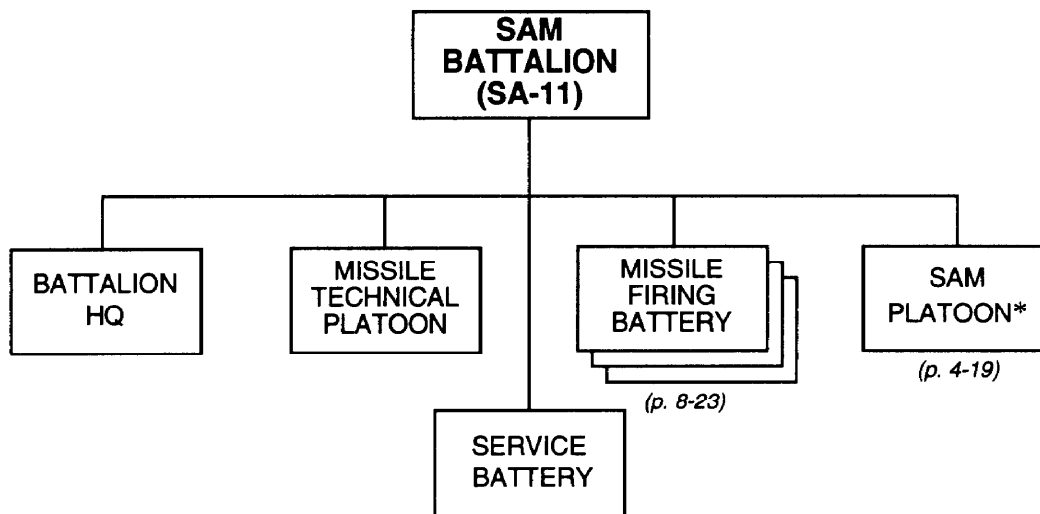 SAM
BATTALION
(SA-11)
BATTALION
HQ
MISSILE
TECHNICAL
PLATOON
MISSILE
FIRING
BATTERY
(p. 8-23)
SAM
PLATOON*
(p. 4-19)
SERVICE
BATTERY